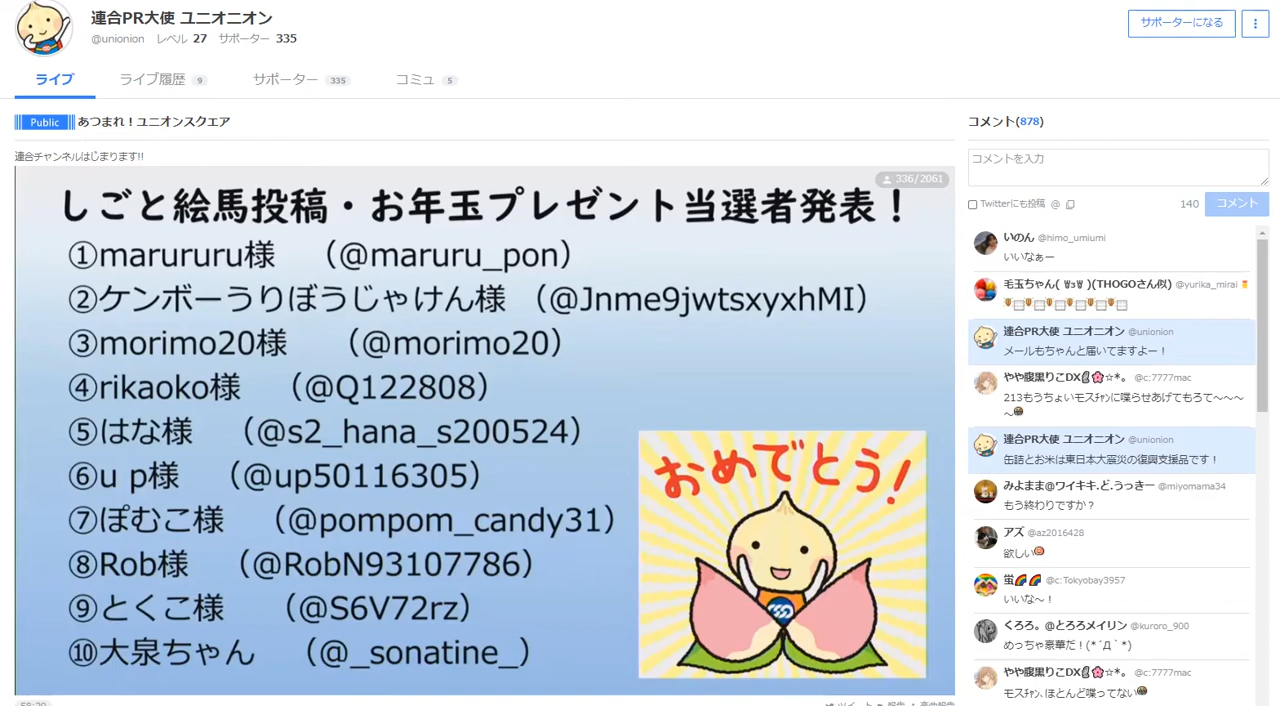 連合PR大使 ユニオニオン
@unionion レベル 27 サポーター 335
サポーターになる
ライブ ライブ履歴 9 サポーター 335 コミュ 5
Public あつまれ！ユニオンスクエア
連合チャンネルはじまります!!
336/2061
しごと絵馬投稿・お年玉プレゼント当選者発表！
①marururu様 （@maruru_pon）
②ケンボーうりぼうじゃけん様 （@Jnme9jwtsxyxhMI）
③morimo20様 （@morimo20）
④rikaoko様 （@Q122808）
⑤はな様 （@s2_hana_s200524）
⑥u p様 （@up50116305）
⑦ぽむこ様 （@pompom_candy31）
⑧Rob様 （@RobN93107786）
⑨とくこ様 （@S6V72rz）
⑩大泉ちゃん （@_sonatine_）
おめでとう！
コメント(878)
コメントを入力
Twitterにも投稿 @ 140 コメント
いのん @himo_umiumi
いいなぁー
毛玉ちゃん( ꒪з꒪ )(THOGOさん似) @yurika_mirai
連合PR大使 ユニオニオン @unionion
メールもちゃんと届いてますよー！
やや腹黒りこDX🌸☆*。 @c:7777mac
213もうちょいモスﾁｬﾝに喋らせあげてもろて〜〜〜
〜
連合PR大使 ユニオニオン @unionion
缶詰とお米は東日本大震災の復興支援品です！
みよまま@ワイキキ.ど.うっきー @miyomama34
もう終わりですか？
アズ @az2016428
欲しい
蛍🌈🌈 @c:Tokyobay3957
いいな〜！
くろろ。@とろろメイリン @kuroro_900
めっちゃ豪華だ！(*´Д｀*)
やや腹黒りこDX🌸☆*。 @c:7777mac
モスﾁｬﾝ､ほとんど喋ってない